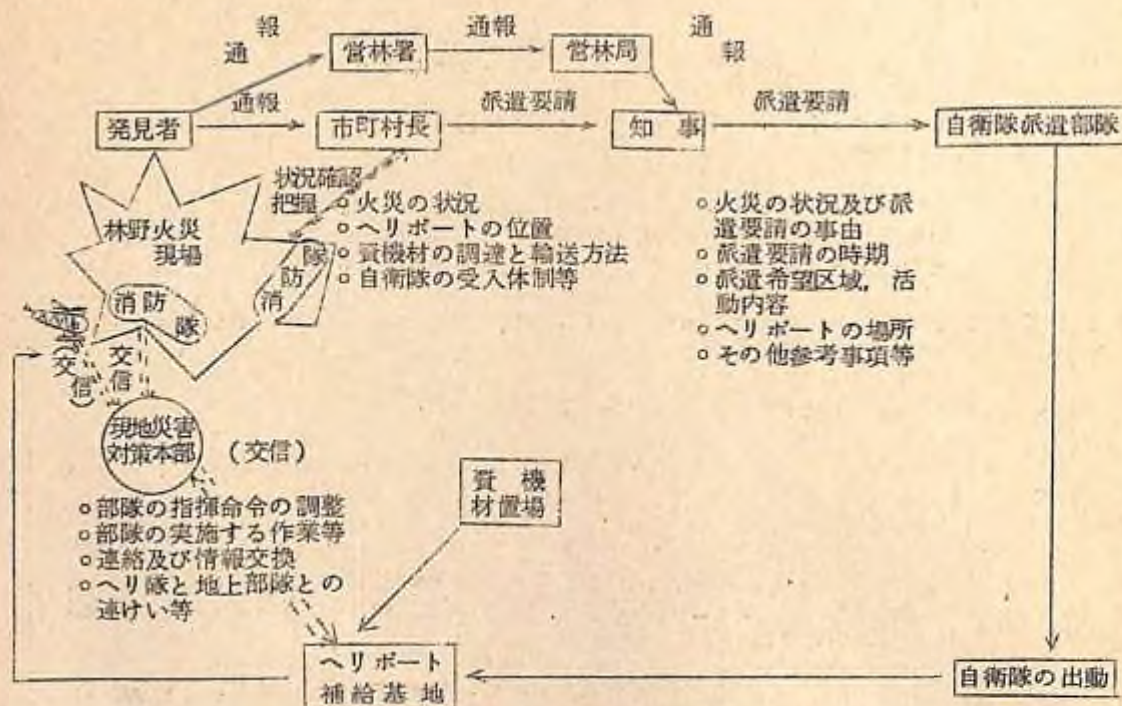 通報
営林署
通報
営林局
通報
発見者
通報
市町村長
派遣要請
知事
派遣要請
自衛隊派遣部隊
状況確認
把握
○火災の状況
○ヘリポートの位置
○資機材の調達と輸送方法
○自衛隊の受入体制等
○火災の状況及び派
遣要請の事由
○派遣要請の時期
○派遣希望区域，活
動内容
○ヘリポートの場所
○その他参考事項等
林野火災
現場
消防隊
消防隊
(交信)
交信
現地災害
対策本部
(交信)
○部隊の指揮命令の調整
○部隊の実施する作業等
○連絡及び情報交換
○ヘリ隊と地上部隊との
連けい等
資機
材置場
ヘリポート
補給基地
自衛隊の出動